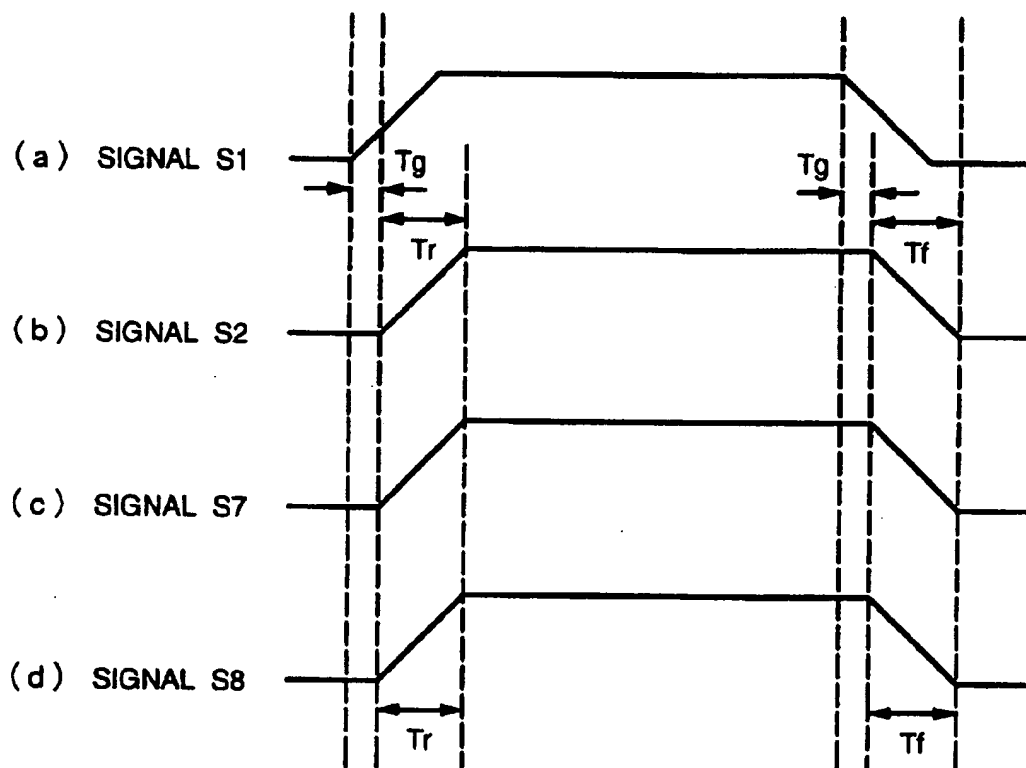 (a) SIGNAL S1
Tg
Tg
Tr
Tf
(b) SIGNAL S2
(c) SIGNAL S7
(d) SIGNAL S8
Tr
Tf